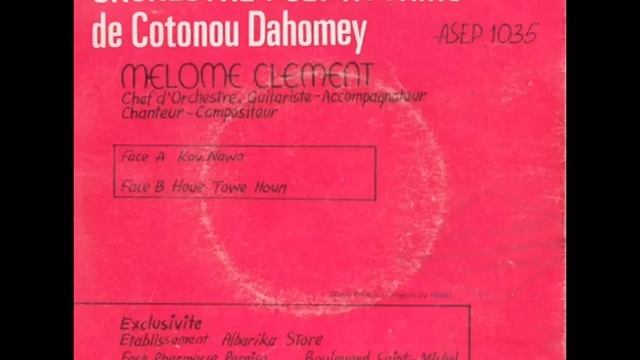 de Cotonou Dahomey
ASEP 1035
MELOME CLEMENT
Chef d'Orchestre, Guitariste-Accompagnateur
Chanteur-Compositeur
Face A Kou Nawo
Face B Houe Towe Houn
Exclusivite
Etablissement Albarika Store
Face Pharmacie Boulevard Saint-Michel